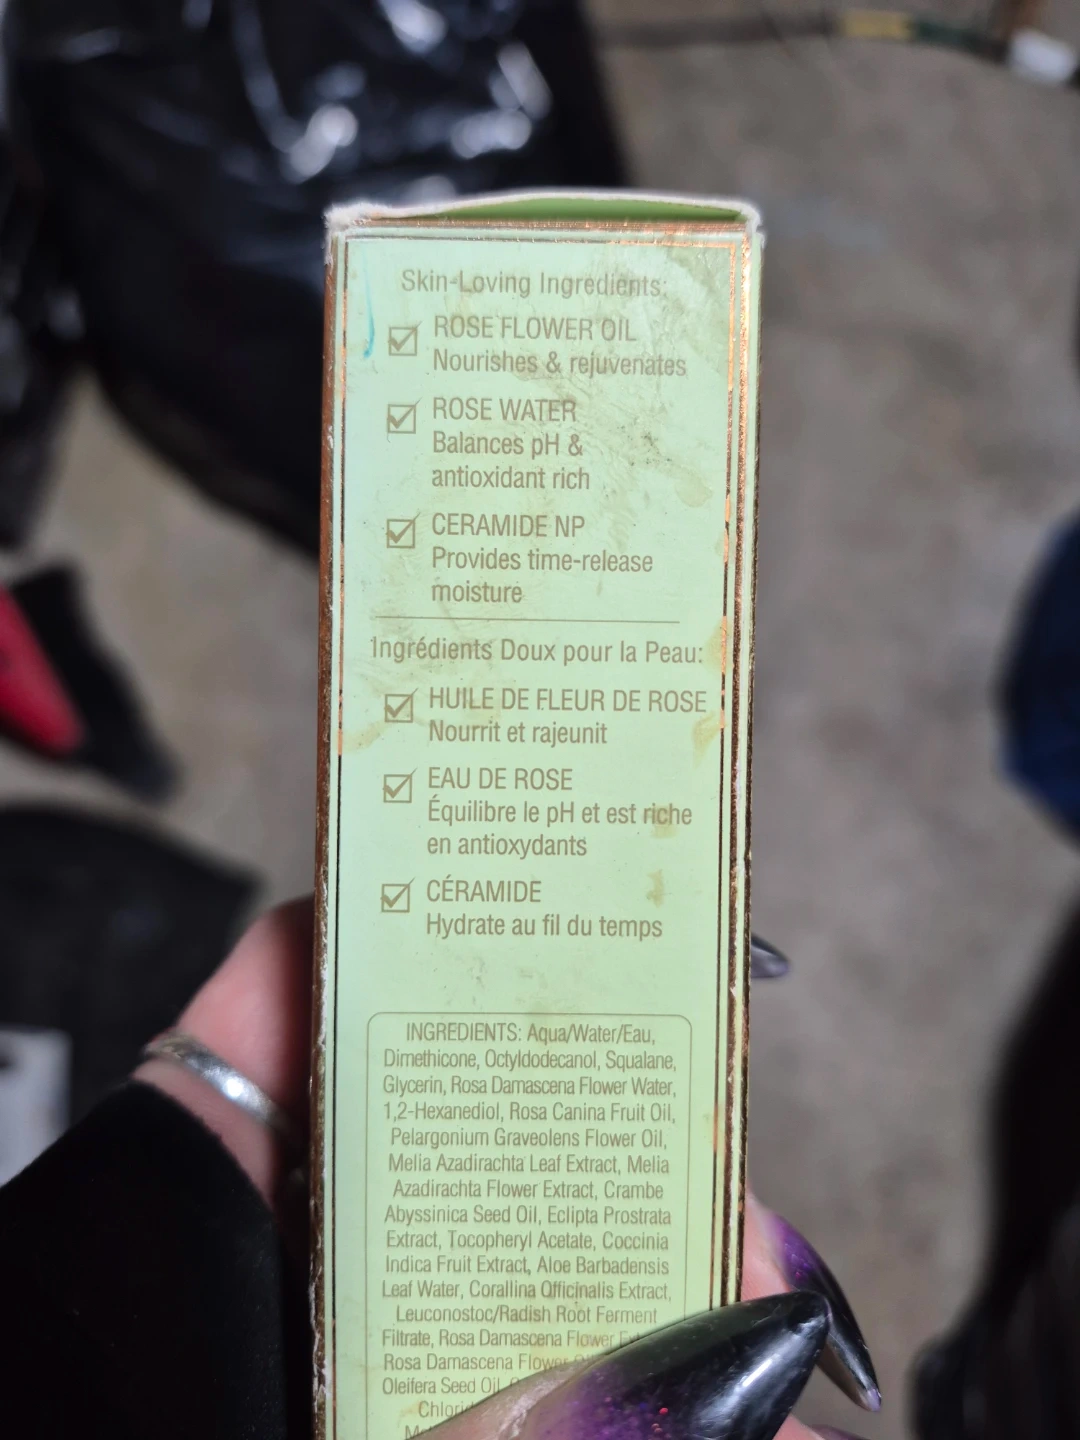 Skin-Loving Ingredients:
ROSE FLOWER OIL
Nourishes & rejuvenates
ROSE WATER
Balances pH &
antioxidant rich
CERAMIDE NP
Provides time-release
moisture
Ingrédients Doux pour la Peau:
HUILE DE FLEUR DE ROSE
Nourrit et rajeunit
EAU DE ROSE
Équilibre le pH et est riche
en antioxydants
CÉRAMIDE
Hydrate au fil du temps
INGREDIENTS: Aqua/Water/Eau,
Dimethicone, Octyldodecanol, Squalane,
Glycerin, Rosa Damascena Flower Water,
1,2-Hexanediol, Rosa Canina Fruit Oil,
Pelargonium Graveolens Flower Oil,
Melia Azadirachta Leaf Extract, Melia
Azadirachta Flower Extract, Crambe
Abyssinica Seed Oil, Eclipta Prostrata
Extract, Tocopheryl Acetate, Coccinia
Indica Fruit Extract, Aloe Barbadensis
Leaf Water, Corallina Officinalis Extract,
Leuconostoc/Radish Root Ferment
Filtrate, Rosa Damascena Flower
Rosa Damascena Flower
Oleifera Seed Oil,